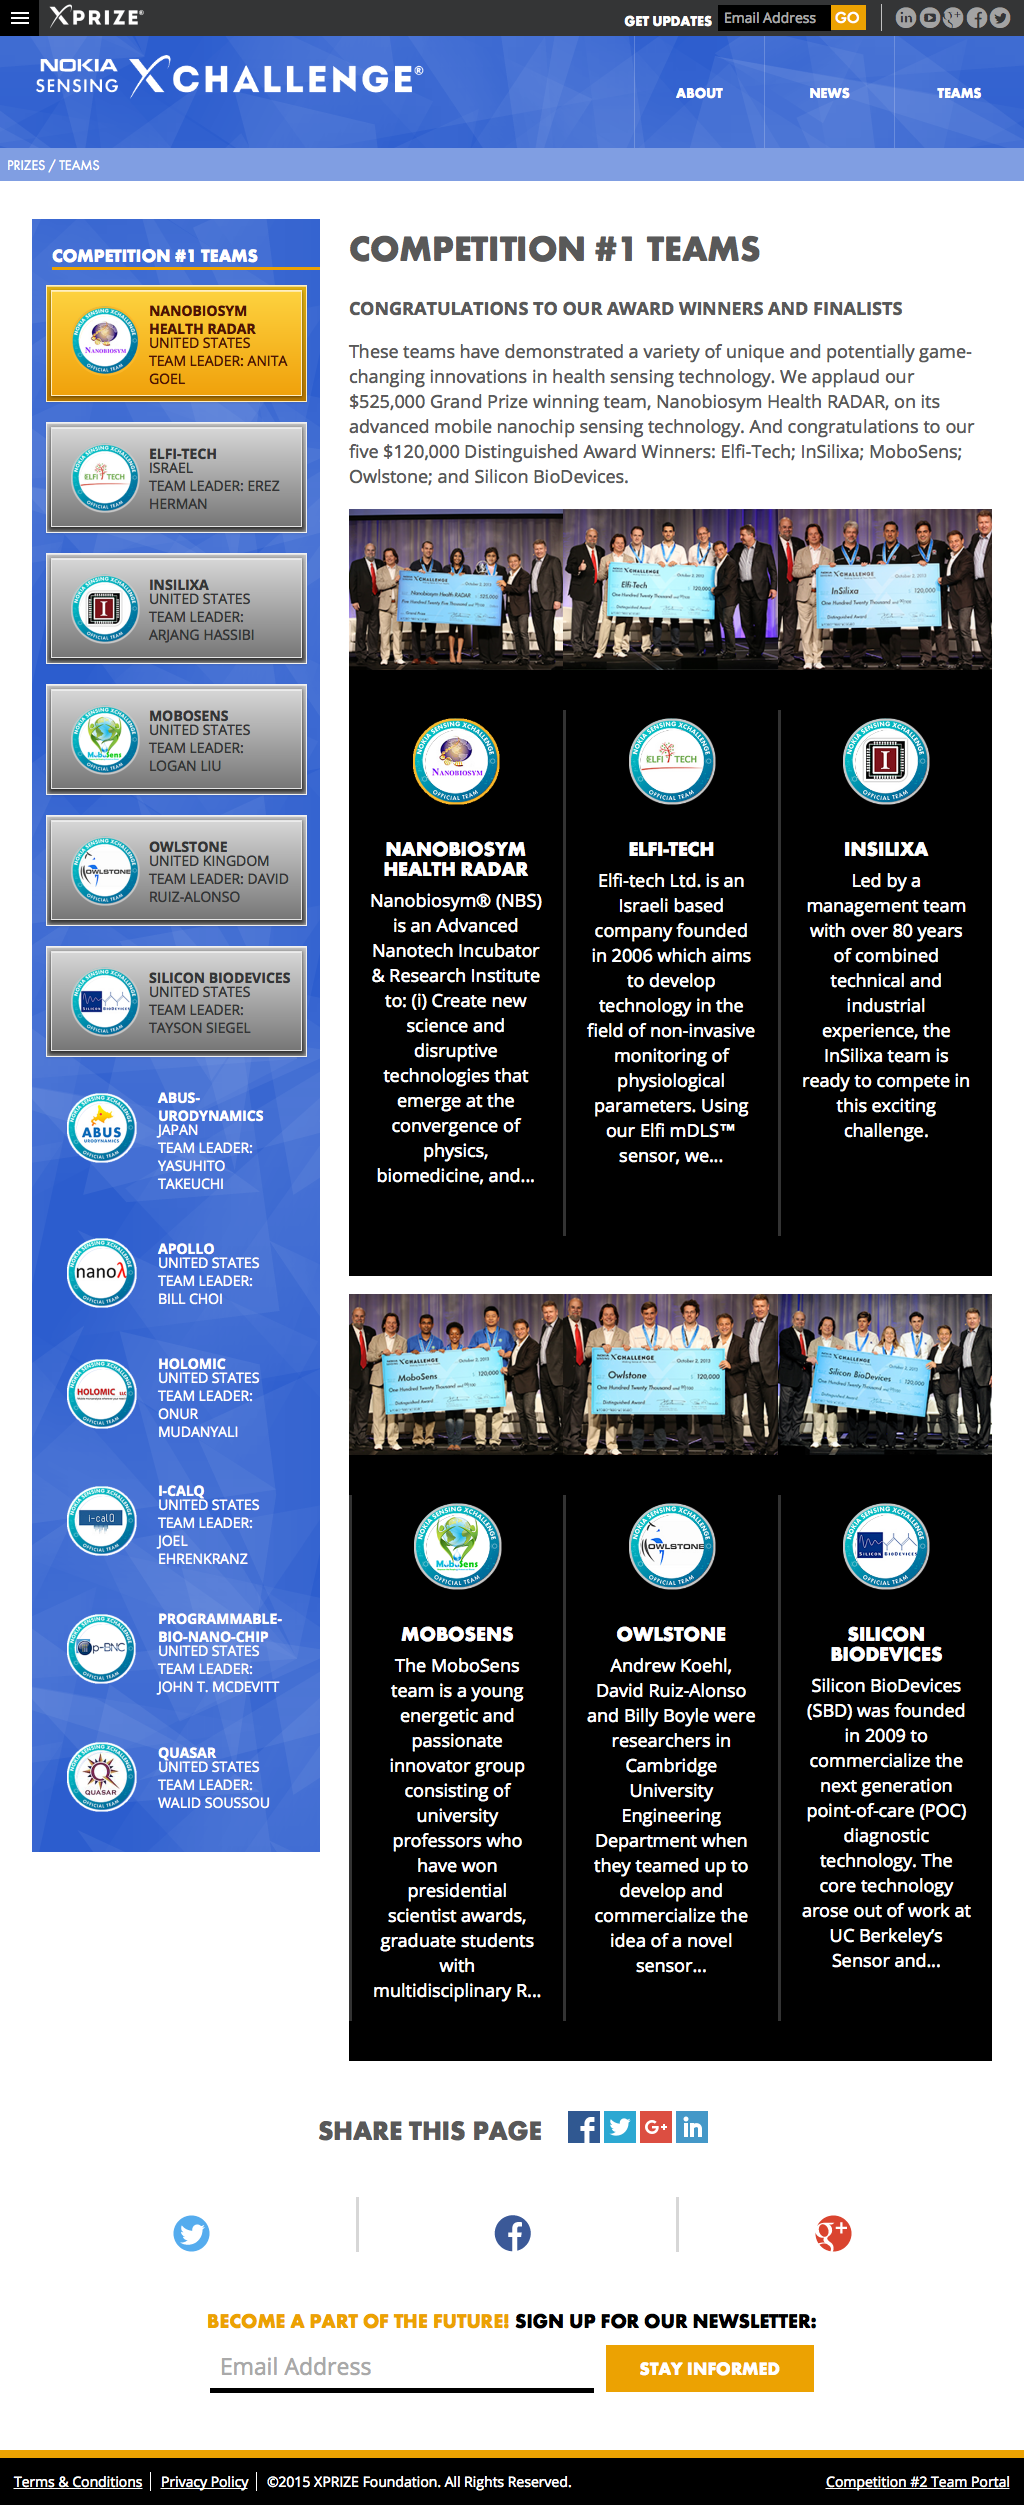 XPRIZE®
GET UPDATES Email Address GO
NOKIA
SENSING XCHALLENGE®
ABOUT NEWS TEAMS
PRIZES / TEAMS
COMPETITION #1 TEAMS
NANOBIOSYM
HEALTH RADAR
UNITED STATES
TEAM LEADER: ANITA
GOEL
ELFI-TECH
ISRAEL
TEAM LEADER: EREZ
HERMAN
INSILIXA
UNITED STATES
TEAM LEADER:
ARJANG HASSIBI
MOBOSENS
UNITED STATES
TEAM LEADER:
LOGAN LIU
OWLSTONE
UNITED KINGDOM
TEAM LEADER: DAVID
RUIZ-ALONSO
SILICON BIODEVICES
UNITED STATES
TEAM LEADER:
TAYSON SIEGEL
ABUS-
URODYNAMICS
JAPAN
TEAM LEADER:
YASUHITO
TAKEUCHI
APOLLO
UNITED STATES
TEAM LEADER:
BILL CHOI
HOLOMIC
UNITED STATES
TEAM LEADER:
ONUR
MUDANYALI
I-CALQ
UNITED STATES
TEAM LEADER:
JOEL
EHRENKRANZ
PROGRAMMABLE-
BIO-NANO-CHIP
UNITED STATES
TEAM LEADER:
JOHN T. MCDEVITT
QUASAR
UNITED STATES
TEAM LEADER:
WALID SOUSSOU
COMPETITION #1 TEAMS
CONGRATULATIONS TO OUR AWARD WINNERS AND FINALISTS
These teams have demonstrated a variety of unique and potentially game-
changing innovations in health sensing technology. We applaud our
$525,000 Grand Prize winning team, Nanobiosym Health RADAR, on its
advanced mobile nanochip sensing technology. And congratulations to our
five $120,000 Distinguished Award Winners: Elfi-Tech; InSilixa; MoboSens;
Owlstone; and Silicon BioDevices.
NANOBIOSYM
HEALTH RADAR
Nanobiosym® (NBS)
is an Advanced
Nanotech Incubator
& Research Institute
to: (i) Create new
science and
disruptive
technologies that
emerge at the
convergence of
physics,
biomedicine, and...
ELFI-TECH
Elfi-tech Ltd. is an
Israeli based
company founded
in 2006 which aims
to develop
technology in the
field of non-invasive
monitoring of
physiological
parameters. Using
our Elfi mDLS™
sensor, we...
INSILIXA
Led by a
management team
with over 80 years
of combined
technical and
industrial
experience, the
InSilixa team is
ready to compete in
this exciting
challenge.
MOBOSENS
The MoboSens
team is a young
energetic and
passionate
innovator group
consisting of
university
professors who
have won
presidential
scientist awards,
graduate students
with
multidisciplinary R...
OWLSTONE
Andrew Koehl,
David Ruiz-Alonso
and Billy Boyle were
researchers in
Cambridge
University
Engineering
Department when
they teamed up to
develop and
commercialize the
idea of a novel
sensor...
SILICON
BIODEVICES
Silicon BioDevices
(SBD) was founded
in 2009 to
commercialize the
next generation
point-of-care (POC)
diagnostic
technology. The
core technology
arose out of work at
UC Berkeley's
Sensor and...
SHARE THIS PAGE
BECOME A PART OF THE FUTURE! SIGN UP FOR OUR NEWSLETTER:
Email Address STAY INFORMED
Terms & Conditions Privacy Policy ©2015 XPRIZE Foundation. All Rights Reserved. Competition #2 Team Portal